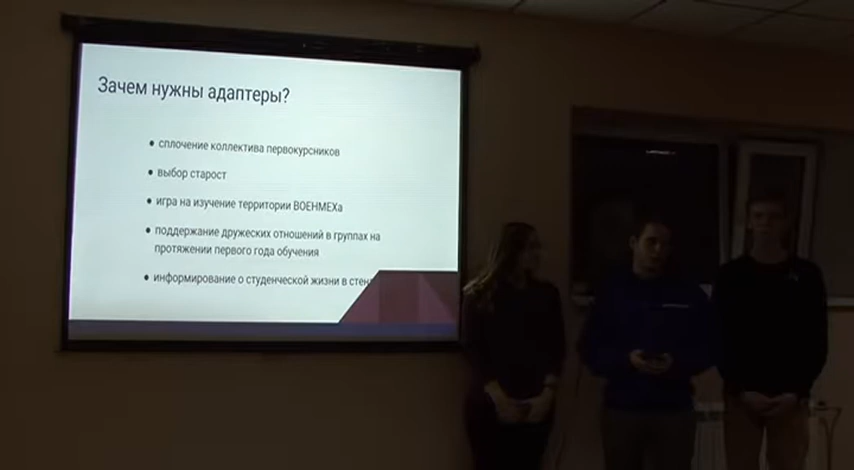 Зачем нужны адаптеры?
• сплочение коллектива первокурсников
• выбор старост
• игра на изучение территории ВОЕНМЕХа
• поддержание дружеских отношений в группах на
протяжении первого года обучения
• информирование о студенческой жизни в